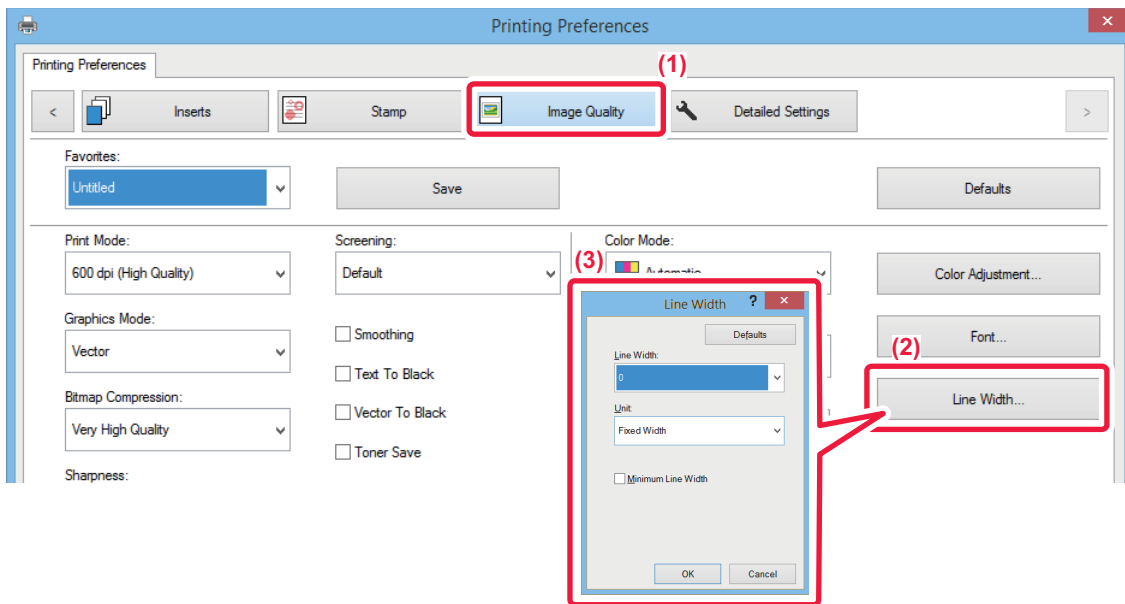 Printing Preferences
Printing Preferences
(1)
<
Inserts
Stamp
Image Quality
Detailed Settings
>
Favorites:
Untitled
Save
Defaults
Print Mode:
600 dpi (High Quality)
Screening:
Default
Color Mode:
Automatic
Color Adjustment...
Graphics Mode:
Vector
Smoothing
Text To Black
Vector To Black
Toner Save
Font...
(2)
Line Width...
Bitmap Compression:
Very High Quality
Sharpness:
(3)
Line Width
?
Defaults
Line Width:
0
Unit:
Fixed Width
Minimum Line Width
OK
Cancel